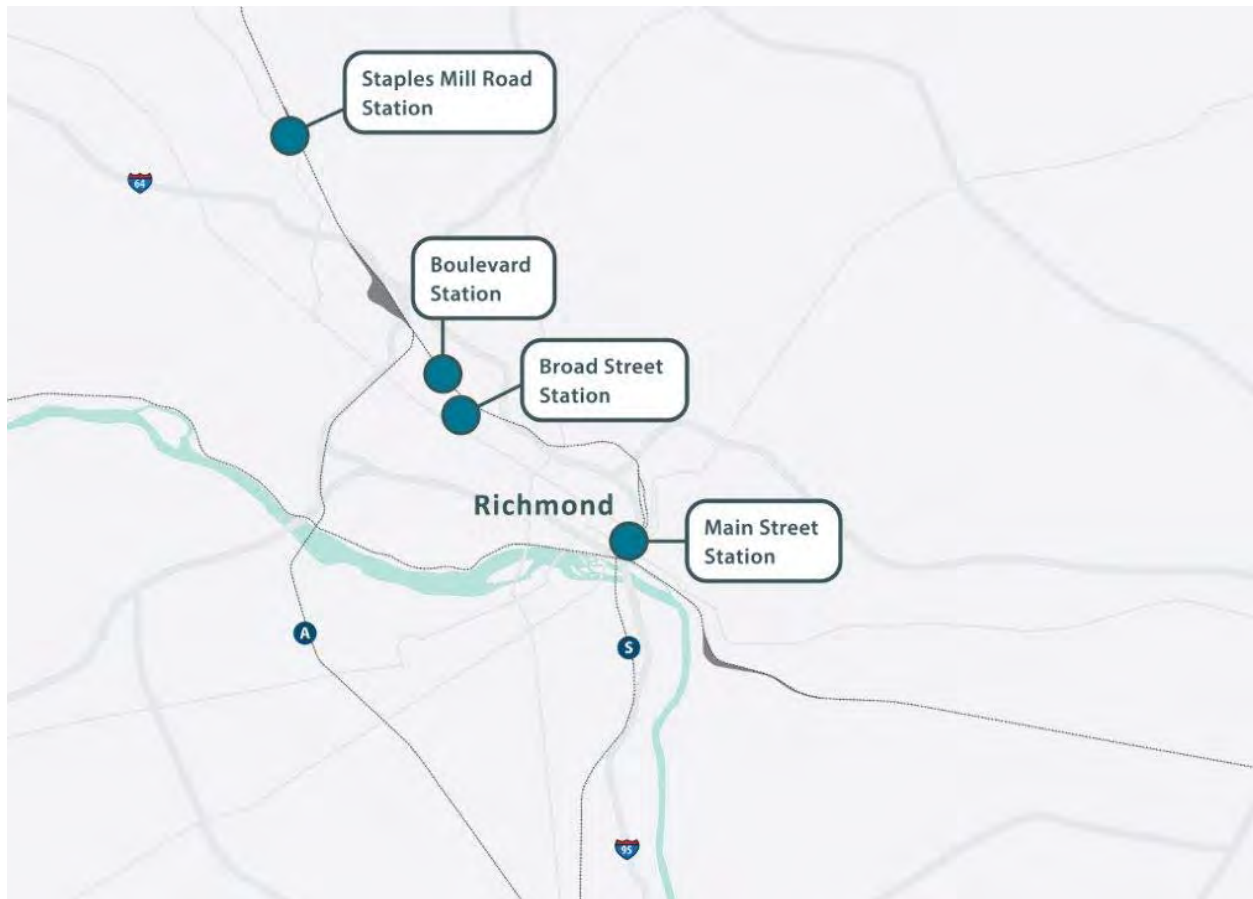 Staples Mill Road
Station
64
Boulevard
Station
Broad Street
Station
Richmond
Main Street
Station
A
S
95